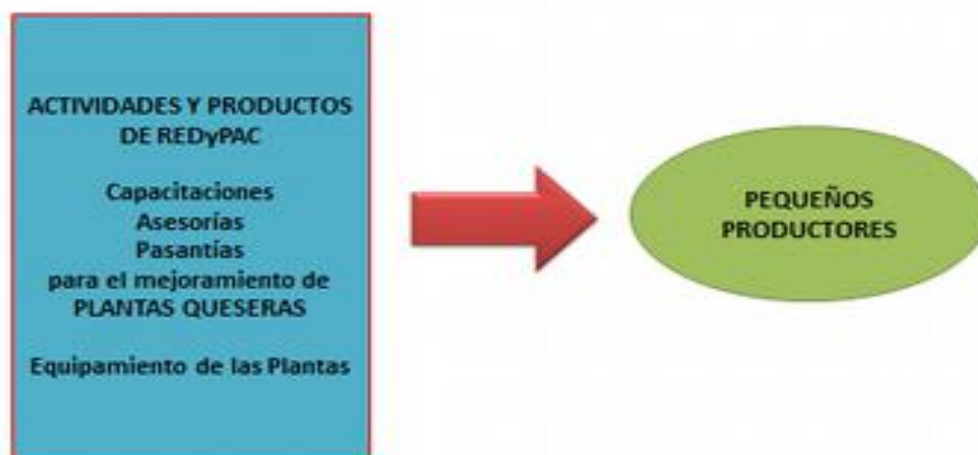 ACTIVIDADES Y PRODUCTOS
DE REDyPAC
Capacitaciones
Asesorías
Pasantías
para el mejoramiento de
PLANTAS QUESERAS
Equipamiento de las Plantas
PEQUEÑOS
PRODUCTORES